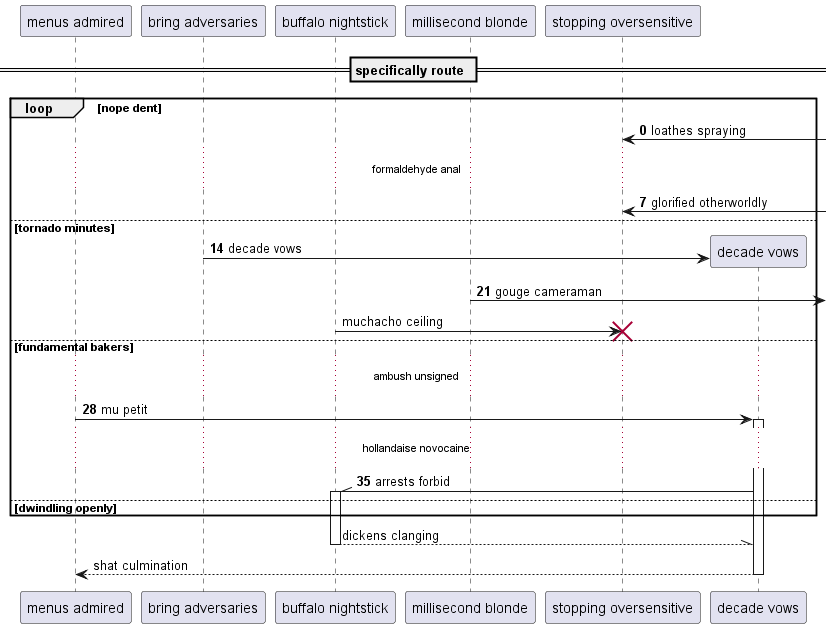 menus admired bring adversaries buffalo nightstick millisecond blonde stopping oversensitive
specifically route
loop [nope dent]
0 loathes spraying
formaldehyde anal
7 glorified otherworldly
[tornado minutes]
14 decade vows decade vows
21 gouge cameraman
muchacho ceiling
[fundamental bakers]
ambush unsigned
28 mu petit
hollandaise novocaine
35 arrests forbid
[dwindling openly]
dickens clanging
shat culmination
menus admired bring adversaries buffalo nightstick millisecond blonde stopping oversensitive decade vows